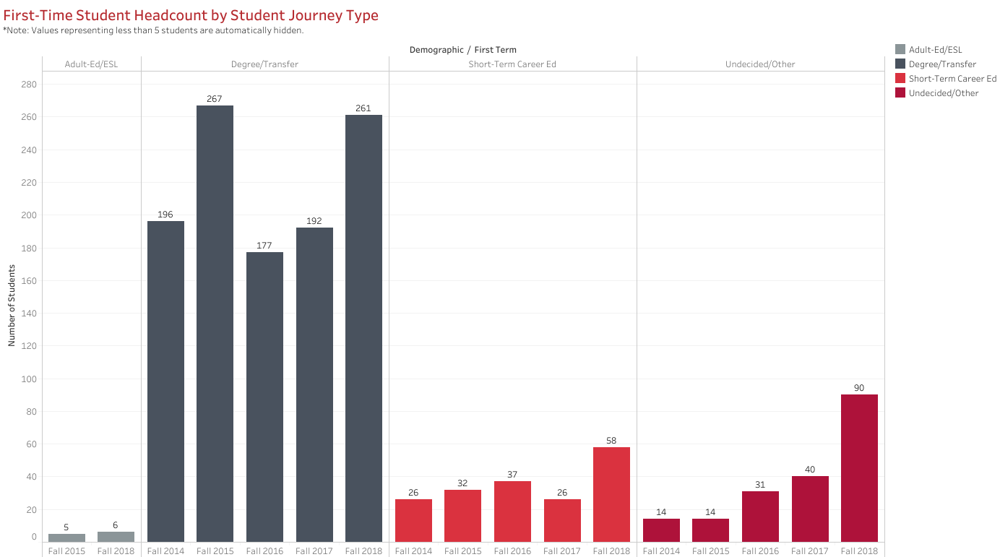 First-Time Student Headcount by Student Journey Type
*Note: Values representing less than 5 students are automatically hidden.
Demographic / First Term
Adult-Ed/ESL
Degree/Transfer
Short-Term Career Ed
Undecided/Other
Adult-Ed/ESL
Degree/Transfer
Short-Term Career Ed
Undecided/Other
Number of Students
280
260
240
220
200
180
160
140
120
100
80
60
40
20
0
5
6
196
267
177
192
261
26
32
37
26
58
14
14
31
40
90
Fall 2015
Fall 2018
Fall 2014
Fall 2015
Fall 2016
Fall 2017
Fall 2018
Fall 2014
Fall 2015
Fall 2016
Fall 2017
Fall 2018
Fall 2014
Fall 2015
Fall 2016
Fall 2017
Fall 2018